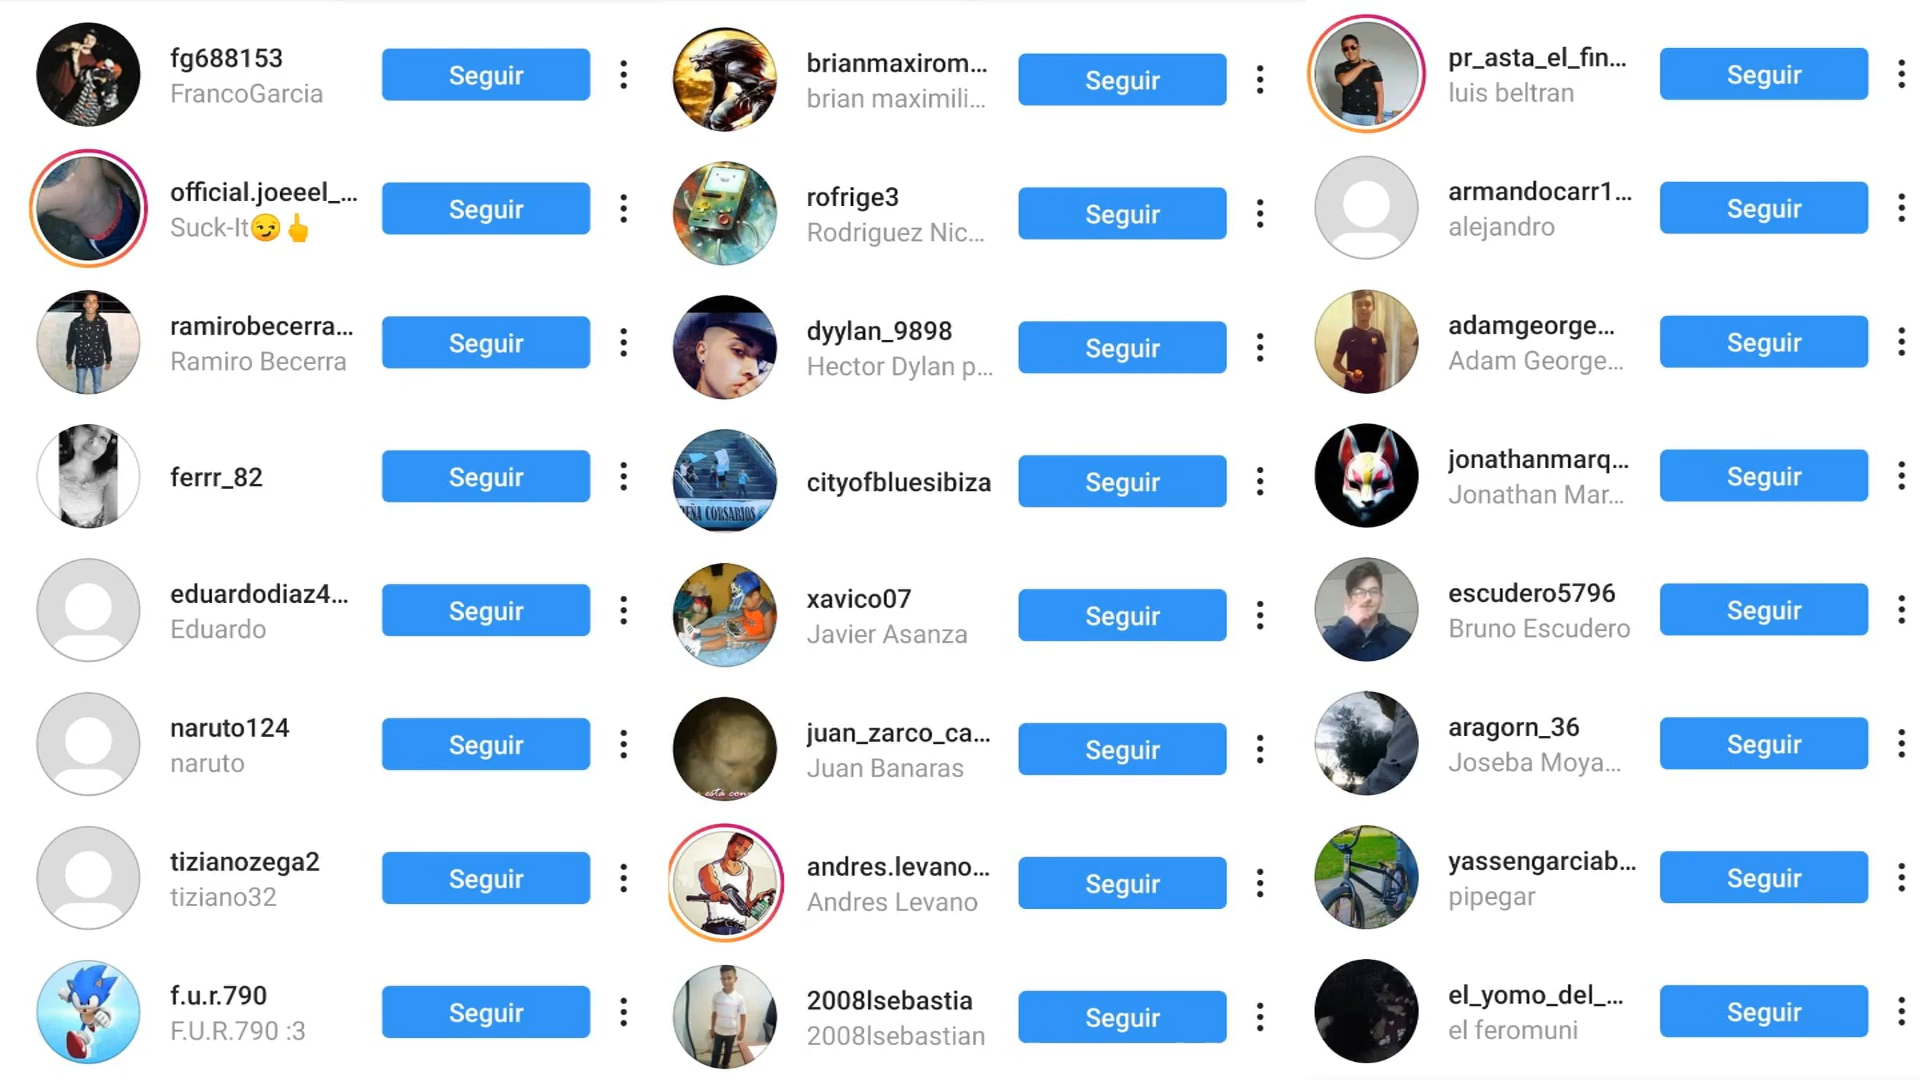 fg688153
FrancoGarcia
Seguir
official.joeeel_...
Suck-It😏🖕
Seguir
ramirobecerra...
Ramiro Becerra
Seguir
ferrr_82
Seguir
eduardodiaz4...
Eduardo
Seguir
naruto124
naruto
Seguir
tizianozega2
tiziano32
Seguir
f.u.r.790
F.U.R.790 :3
Seguir
brianmaxirom...
brian maximili...
Seguir
rofrige3
Rodriguez Nic...
Seguir
dyylan_9898
Hector Dylan p...
Seguir
cityofbluesibiza
Seguir
EÑA CORSARIOS
xavico07
Javier Asanza
Seguir
juan_zarco_ca...
Juan Banaras
Seguir
está con
andres.levano...
Andres Levano
Seguir
2008lsebastia
2008lsebastian
Seguir
pr_asta_el_fin...
luis beltran
Seguir
armandocarr1...
alejandro
Seguir
adamgeorge...
Adam George...
Seguir
jonathanmarq...
Jonathan Mar...
Seguir
escudero5796
Bruno Escudero
Seguir
aragorn_36
Joseba Moya...
Seguir
yassengarciab...
pipegar
Seguir
el_yomo_del_...
el feromuni
Seguir